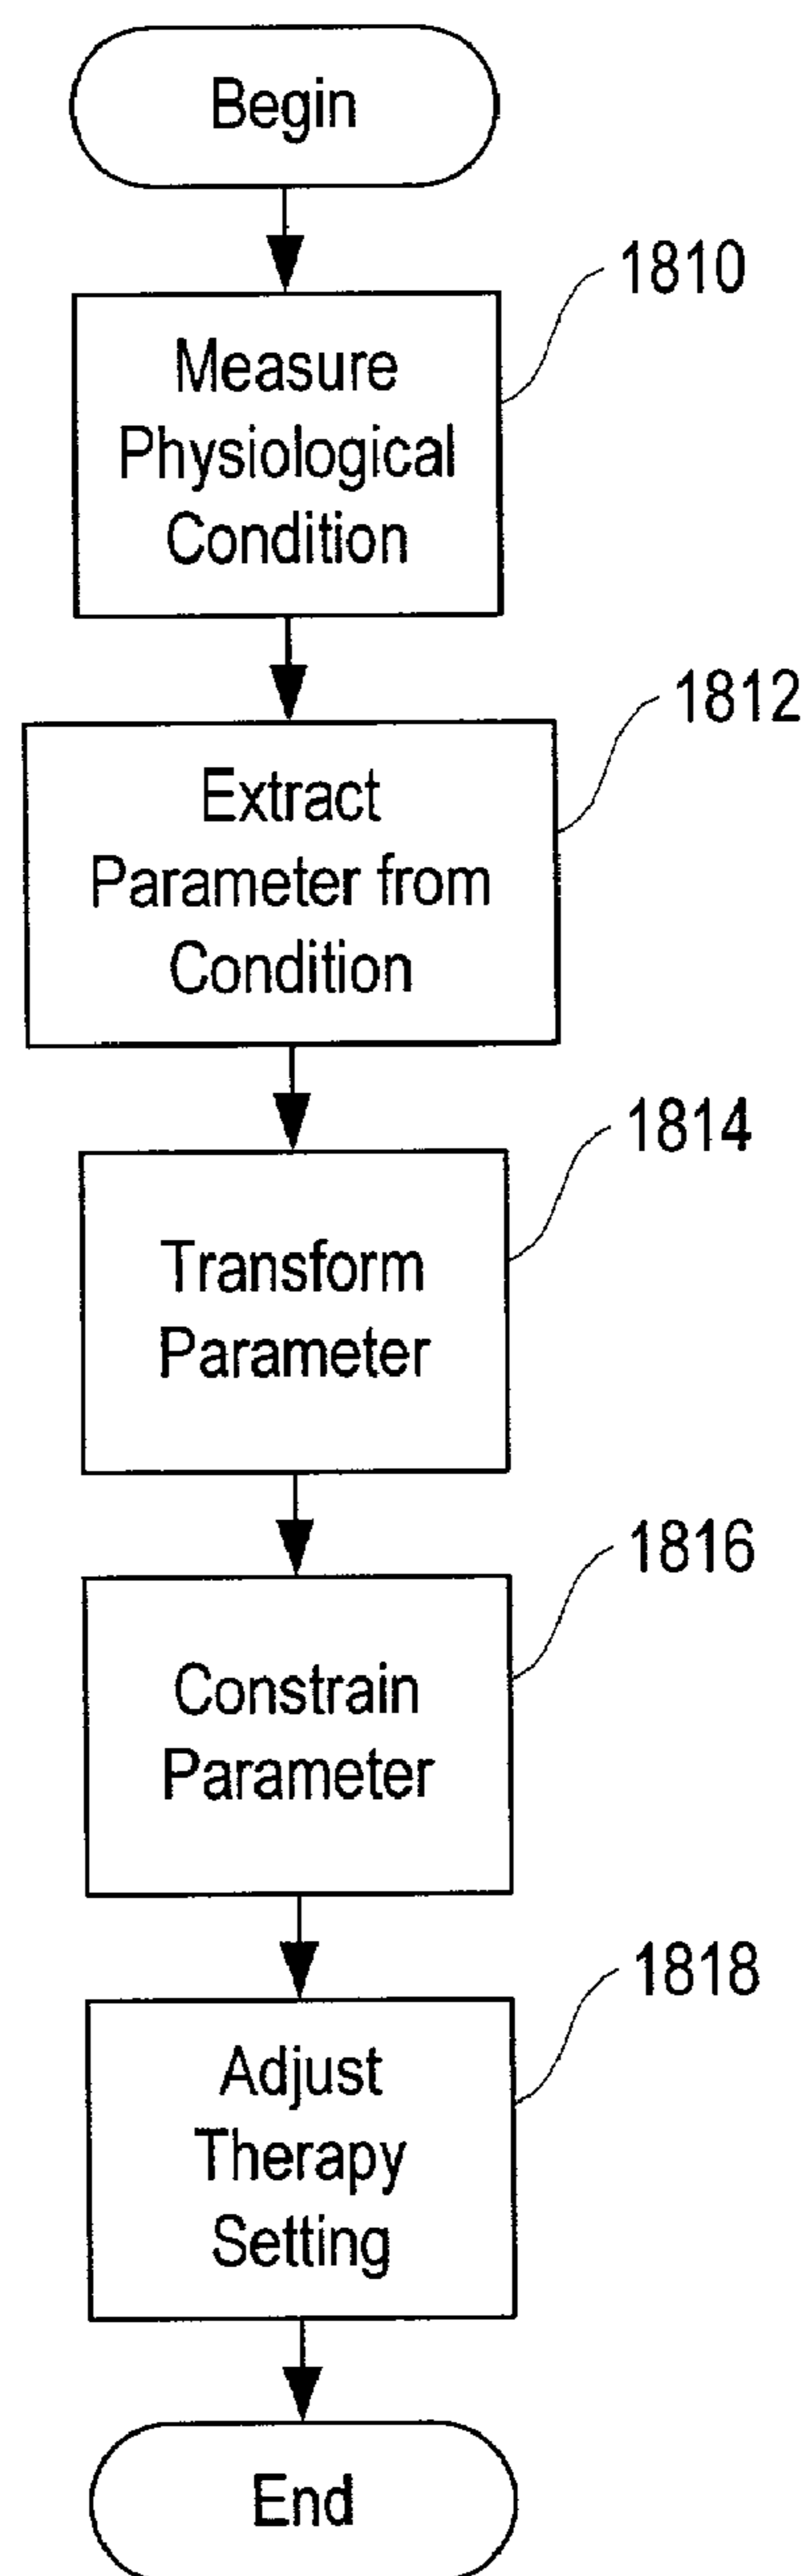 Begin
1810
Measure
Physiological
Condition
1812
Extract
Parameter from
Condition
1814
Transform
Parameter
1816
Constrain
Parameter
1818
Adjust
Therapy
Setting
End